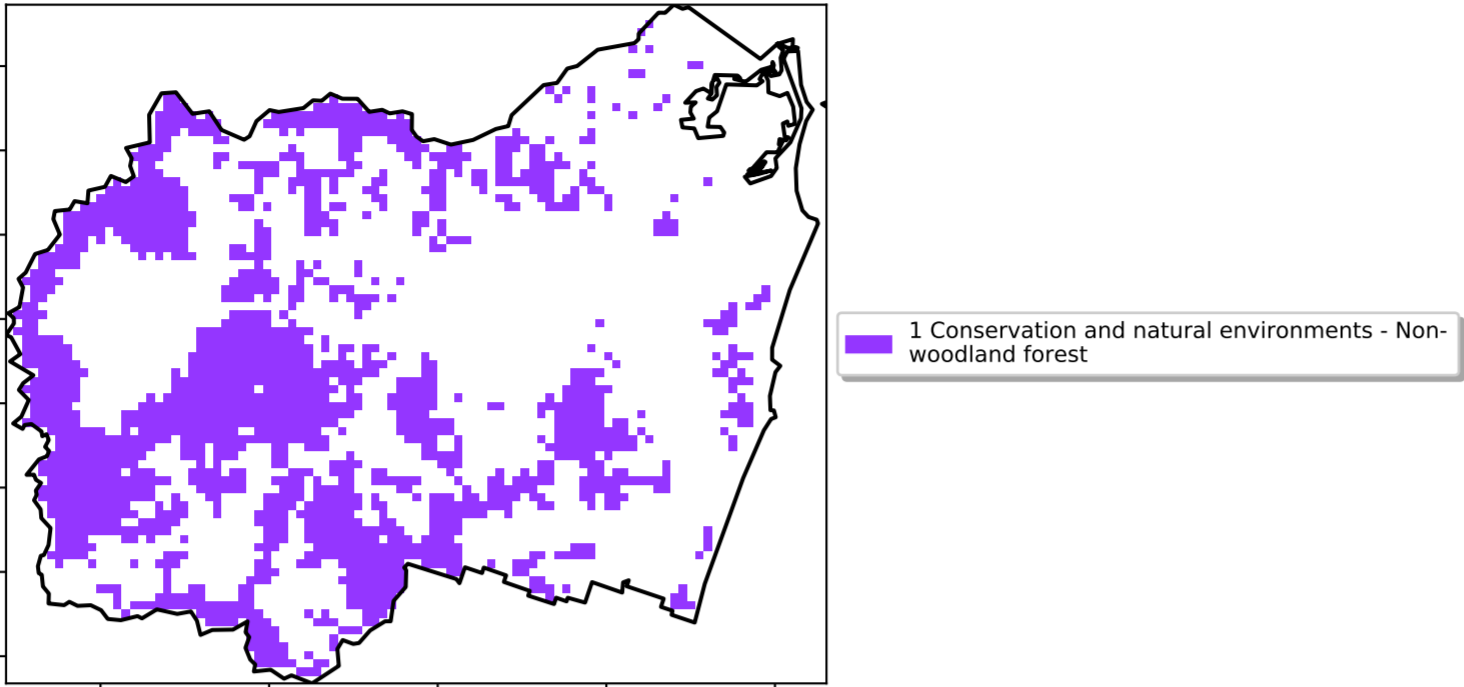 1 Conservation and natural environments - Non-
woodland forest